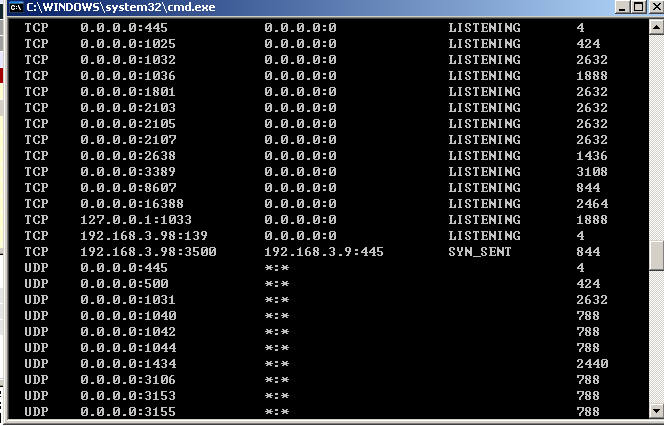 C:\WINDOWS\system32\cmd.exe
TCP 0.0.0.0:445 0.0.0.0:0 LISTENING 4
TCP 0.0.0.0:1025 0.0.0.0:0 LISTENING 424
TCP 0.0.0.0:1032 0.0.0.0:0 LISTENING 2632
TCP 0.0.0.0:1036 0.0.0.0:0 LISTENING 1888
TCP 0.0.0.0:1801 0.0.0.0:0 LISTENING 2632
TCP 0.0.0.0:2103 0.0.0.0:0 LISTENING 2632
TCP 0.0.0.0:2105 0.0.0.0:0 LISTENING 2632
TCP 0.0.0.0:2107 0.0.0.0:0 LISTENING 2632
TCP 0.0.0.0:2638 0.0.0.0:0 LISTENING 1436
TCP 0.0.0.0:3389 0.0.0.0:0 LISTENING 3108
TCP 0.0.0.0:8607 0.0.0.0:0 LISTENING 844
TCP 0.0.0.0:16388 0.0.0.0:0 LISTENING 2464
TCP 127.0.0.1:1033 0.0.0.0:0 LISTENING 1888
TCP 192.168.3.98:139 0.0.0.0:0 LISTENING 4
TCP 192.168.3.98:3500 192.168.3.9:445 SYN_SENT 844
UDP 0.0.0.0:445 *:* 4
UDP 0.0.0.0:500 *:* 424
UDP 0.0.0.0:1031 *:* 2632
UDP 0.0.0.0:1040 *:* 788
UDP 0.0.0.0:1042 *:* 788
UDP 0.0.0.0:1044 *:* 788
UDP 0.0.0.0:1434 *:* 2440
UDP 0.0.0.0:3106 *:* 788
UDP 0.0.0.0:3153 *:* 788
UDP 0.0.0.0:3155 *:* 788